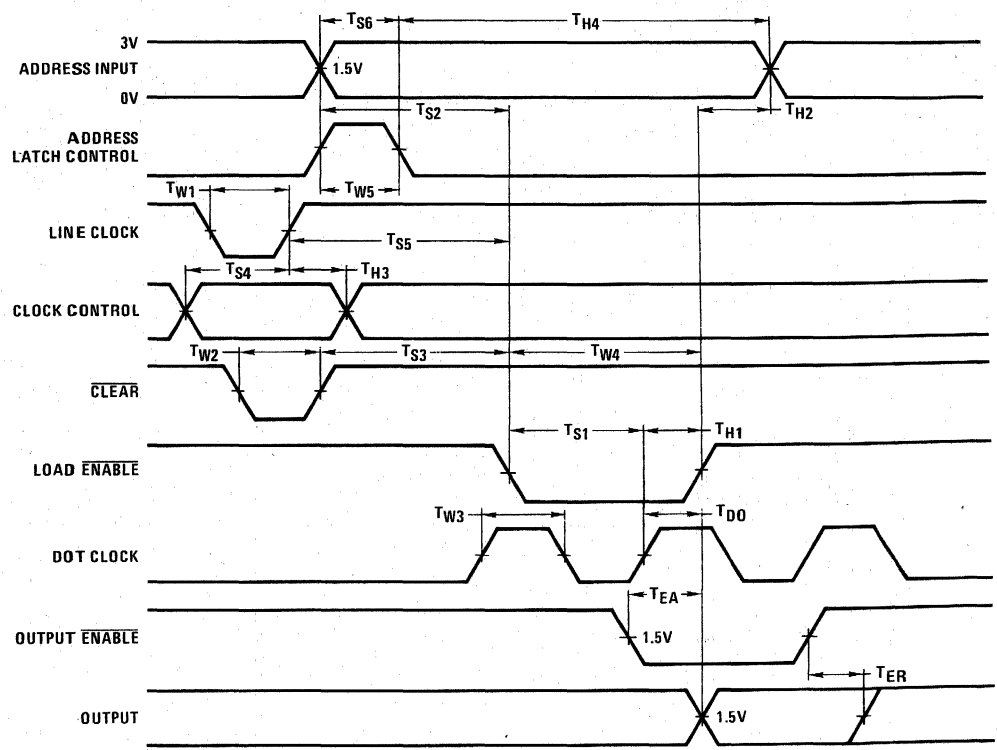 TS6
TH4
3V
ADDRESS INPUT
1.5V
0V
TS2
TH2
ADDRESS
LATCH CONTROL
TW1
TW5
LINE CLOCK
TS5
TS4
TH3
CLOCK CONTROL
TW2
TS3
TW4
CLEAR
TS1
TH1
LOAD ENABLE
TW3
TDO
DOT CLOCK
TEA
OUTPUT ENABLE
1.5V
TER
OUTPUT
1.5V